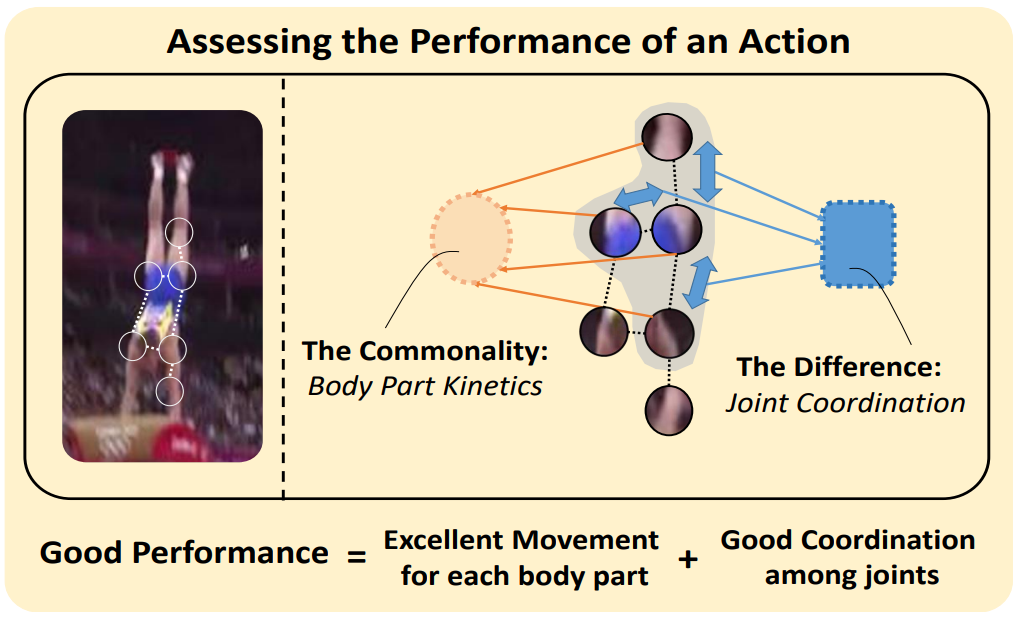 Assessing the Performance of an Action
The Commonality:
Body Part Kinetics
The Difference:
Joint Coordination
Good Performance = Excellent Movement for each body part + Good Coordination among joints